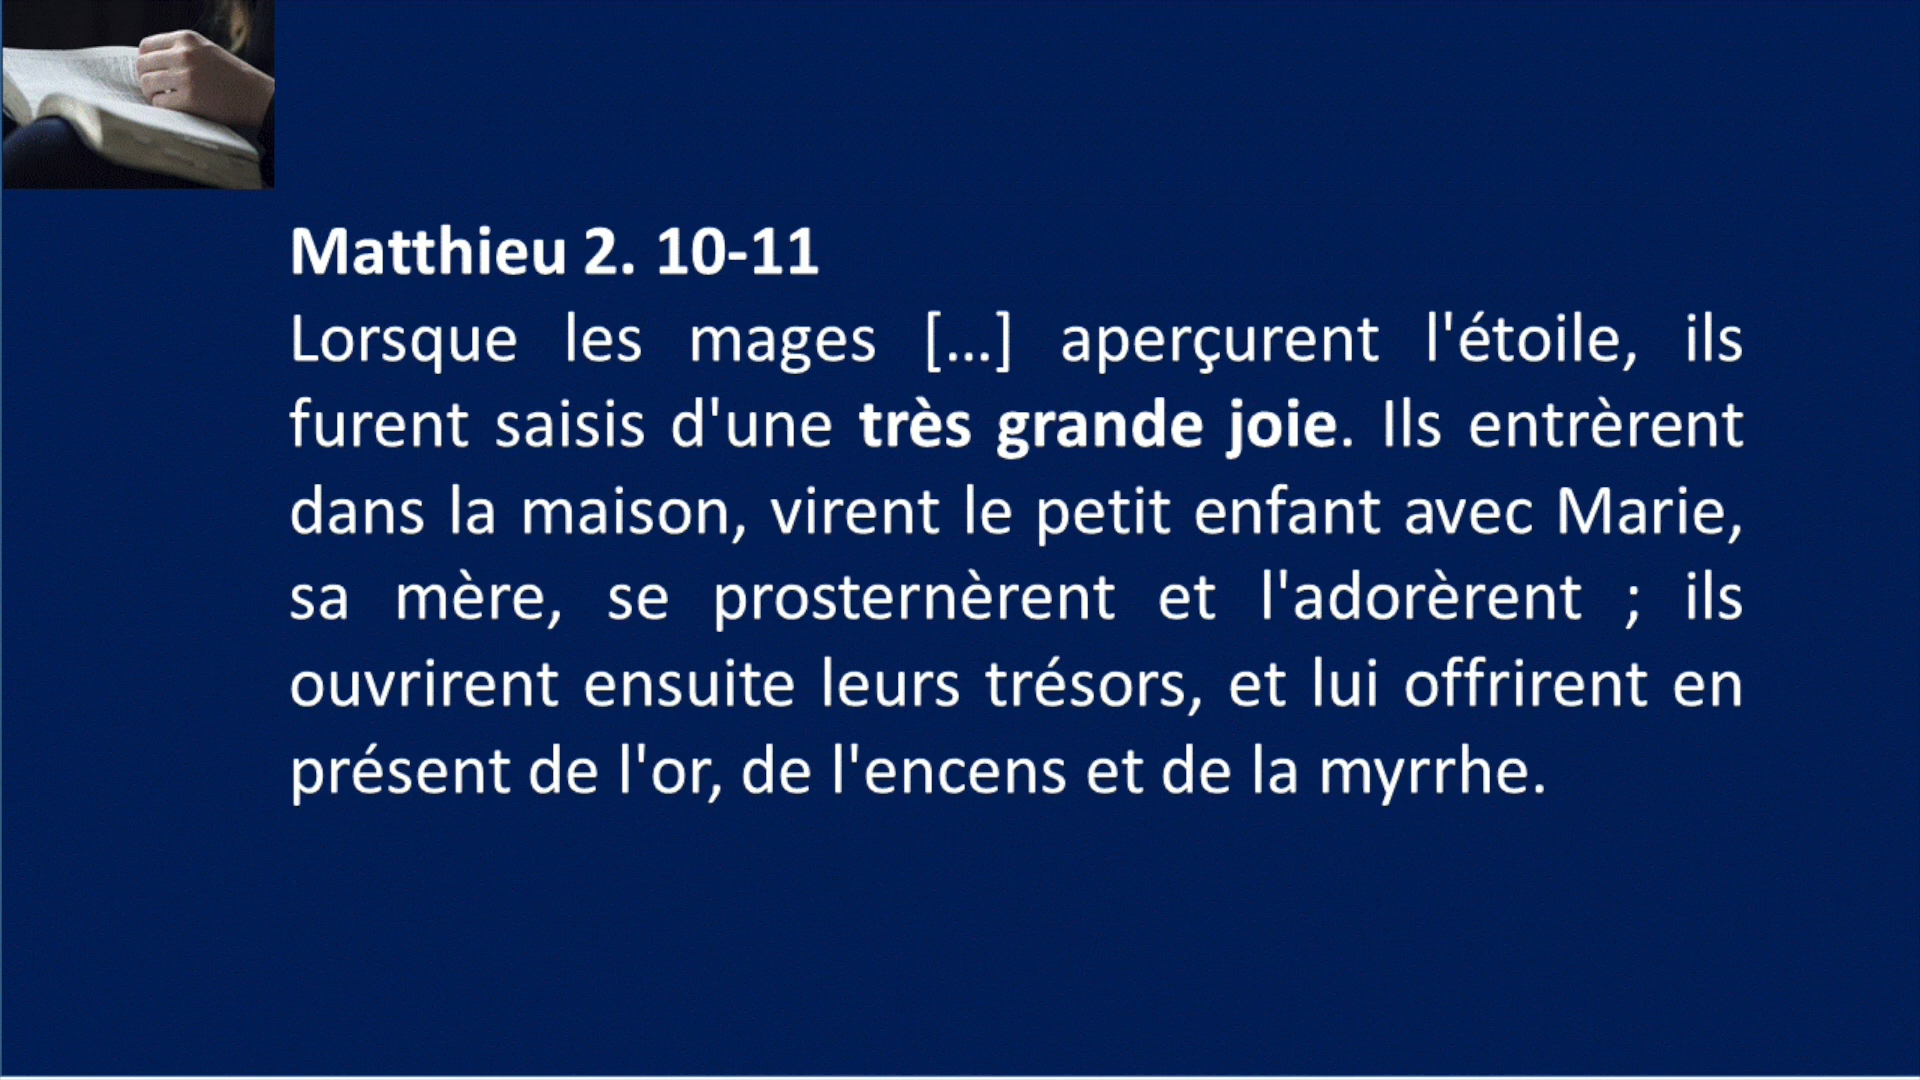 Matthieu 2. 10-11
Lorsque les mages [...] aperçurent l'étoile, ils
furent saisis d'une très grande joie. Ils entrèrent
dans la maison, virent le petit enfant avec Marie,
sa mère, se prosternèrent et l'adorèrent ; ils
ouvrirent ensuite leurs trésors, et lui offrirent en
présent de l'or, de l'encens et de la myrrhe.